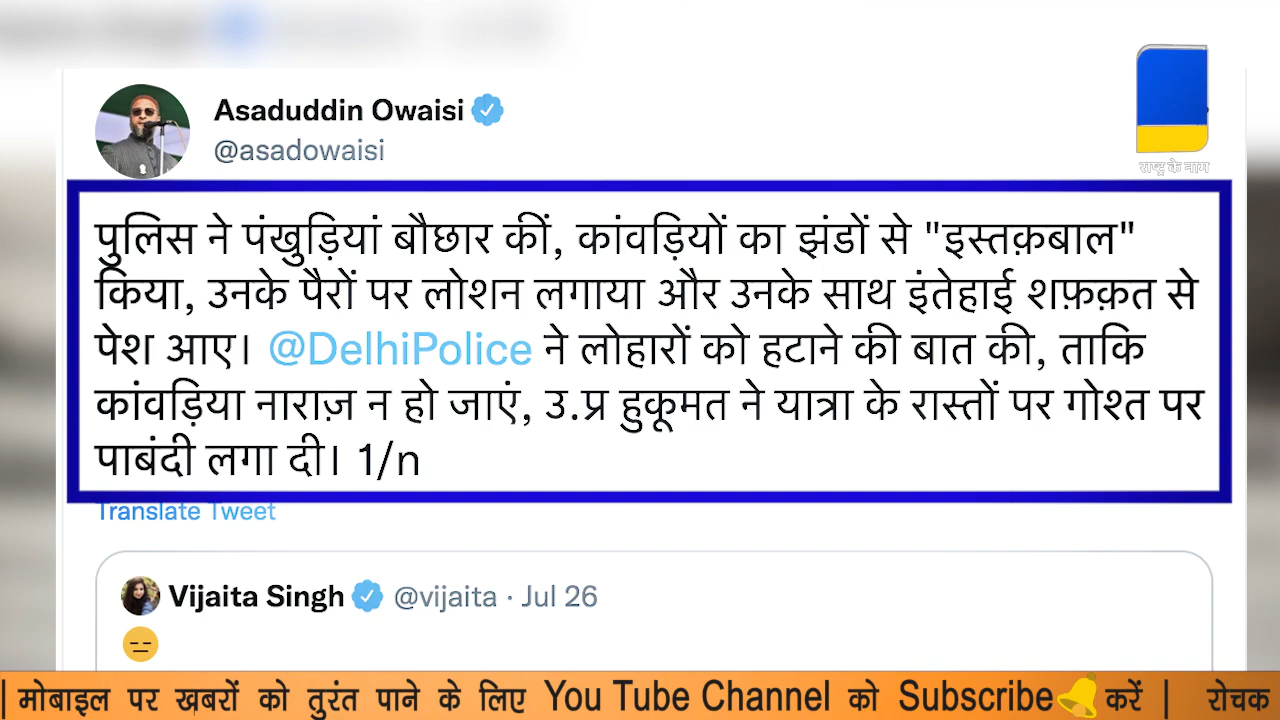 Asaduddin Owaisi
@asadowaisi
राष्ट्र के नाम
पुलिस ने पंखुड़ियां बौछार कीं, कांवड़ियों का झंडों से "इस्तक़बाल"
किया, उनके पैरों पर लोशन लगाया और उनके साथ इंतेहाई शफ़क़त से
पेश आए। @DelhiPolice ने लोहारों को हटाने की बात की, ताकि
कांवड़िया नाराज़ न हो जाएं, उ.प्र हुकूमत ने यात्रा के रास्तों पर गोश्त पर
पाबंदी लगा दी। 1/n
Translate Tweet
Vijaita Singh @vijaita · Jul 26
| मोबाइल पर ख़बरों को तुरंत पाने के लिए You Tube Channel को Subscribe करें | रोचक